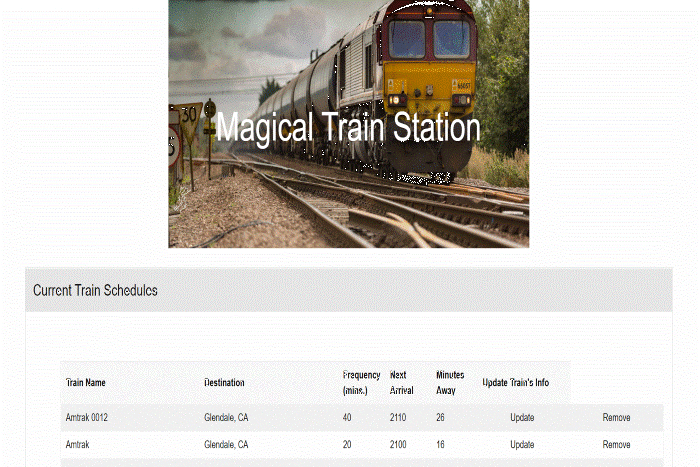 30
Magical Train Station
Current Train Schedules
Train Name Destination Frequency (mins.) Next Arrival Minutes Away Update Train's Info
Amtrak 0012 Glendale, CA 40 2110 26 Update Remove
Amtrak Glendale, CA 20 2100 16 Update Remove